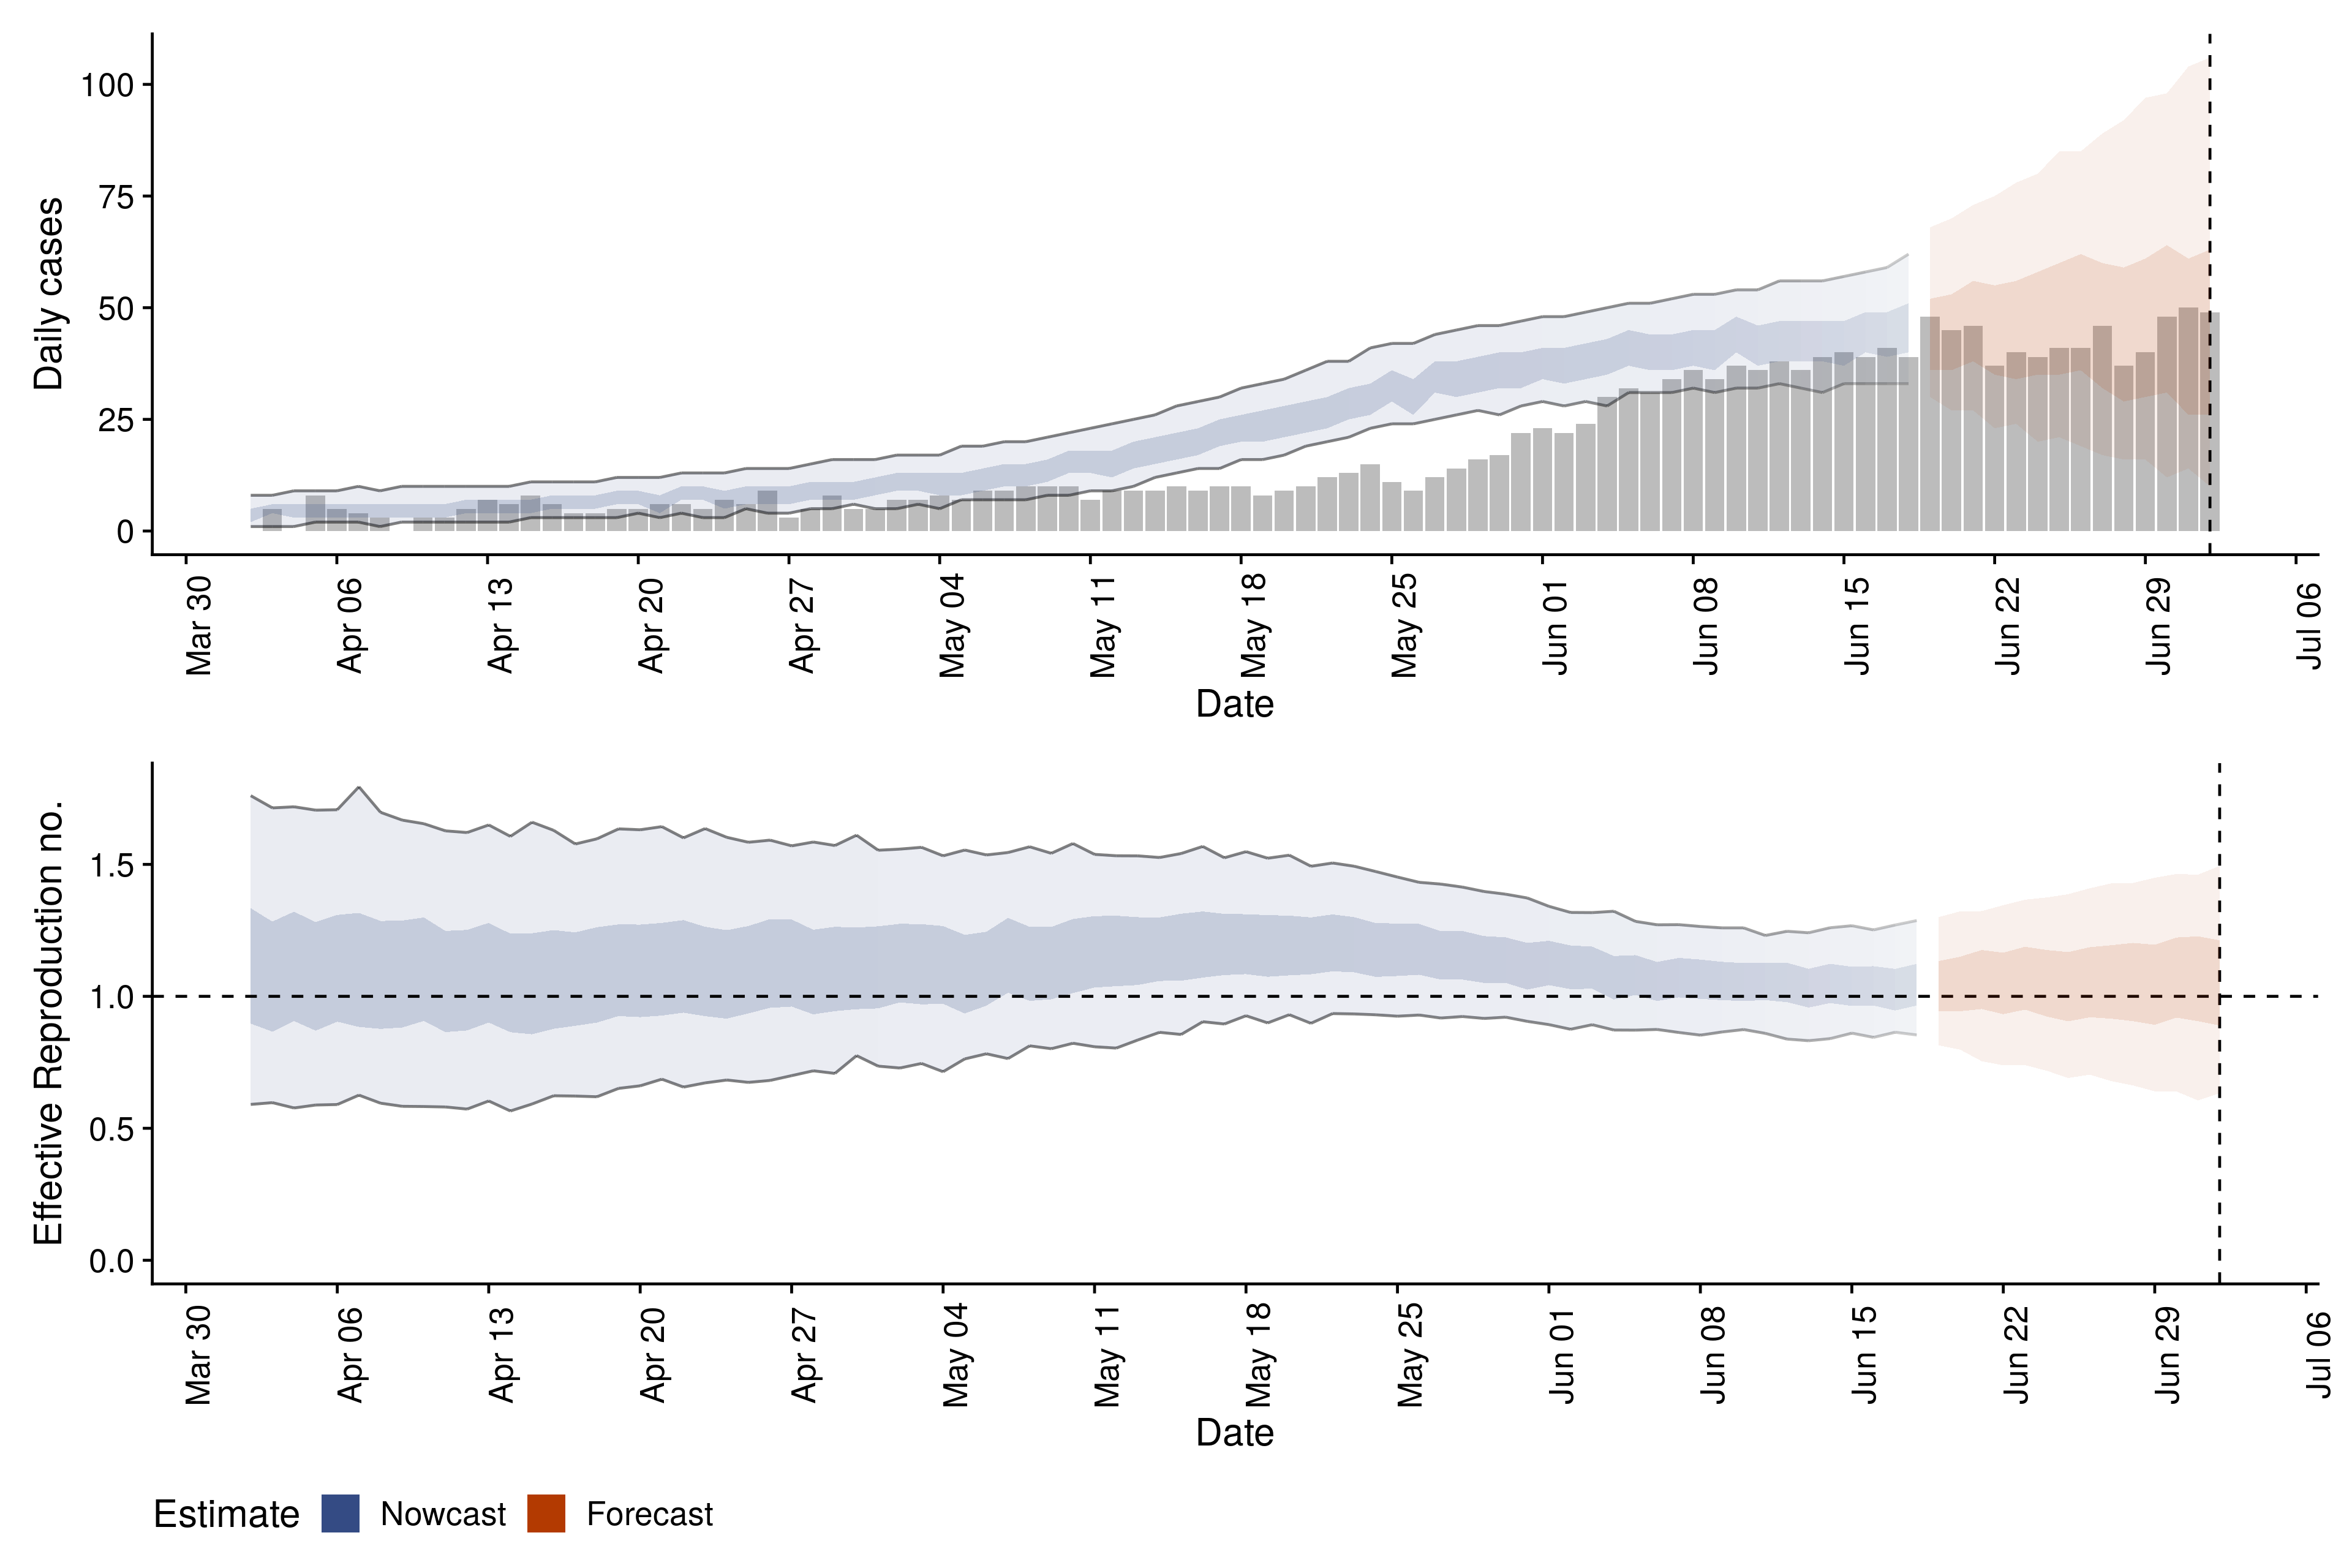 Daily cases
100
75
50
25
0
Mar 30 Apr 06 Apr 13 Apr 20 Apr 27 May 04 May 11 May 18 May 25 Jun 01 Jun 08 Jun 15 Jun 22 Jun 29 Jul 06
Date
Effective Reproduction no.
1.5
1.0
0.5
0.0
Mar 30 Apr 06 Apr 13 Apr 20 Apr 27 May 04 May 11 May 18 May 25 Jun 01 Jun 08 Jun 15 Jun 22 Jun 29 Jul 06
Date
Estimate Nowcast Forecast